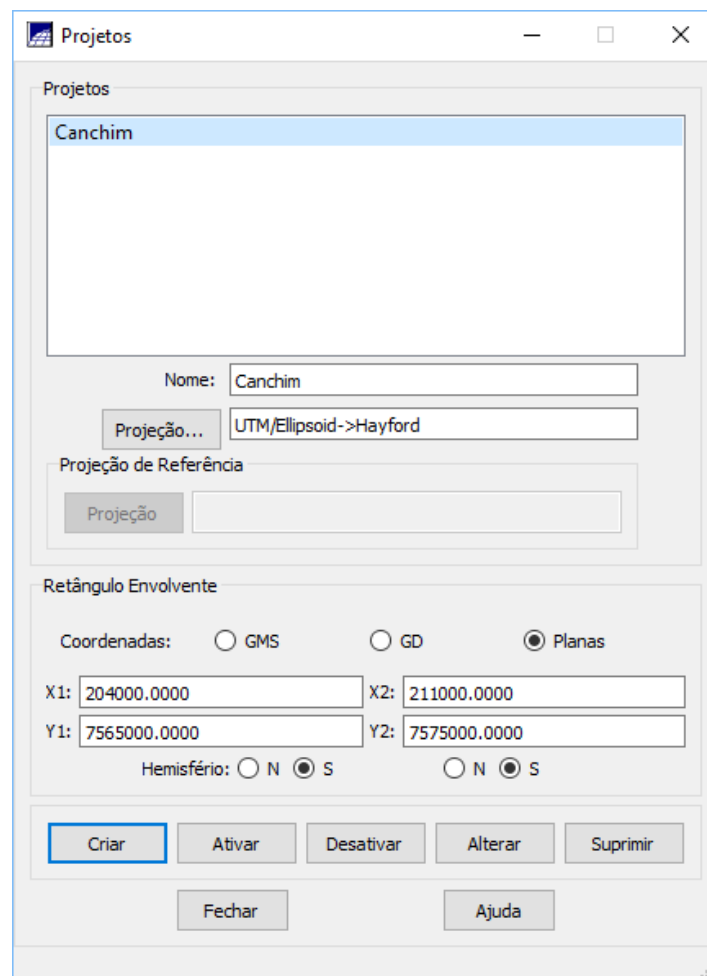 Projetos
Projetos
Canchim
Nome: Canchim
Projeção... UTM/Ellipsoid->Hayford
Projeção de Referência
Projeção
Retângulo Envolvente
Coordenadas: GMS GD Planas
X1: 204000.0000 X2: 211000.0000
Y1: 7565000.0000 Y2: 7575000.0000
Hemisfério: N S N S
Criar Ativar Desativar Alterar Suprimir
Fechar Ajuda